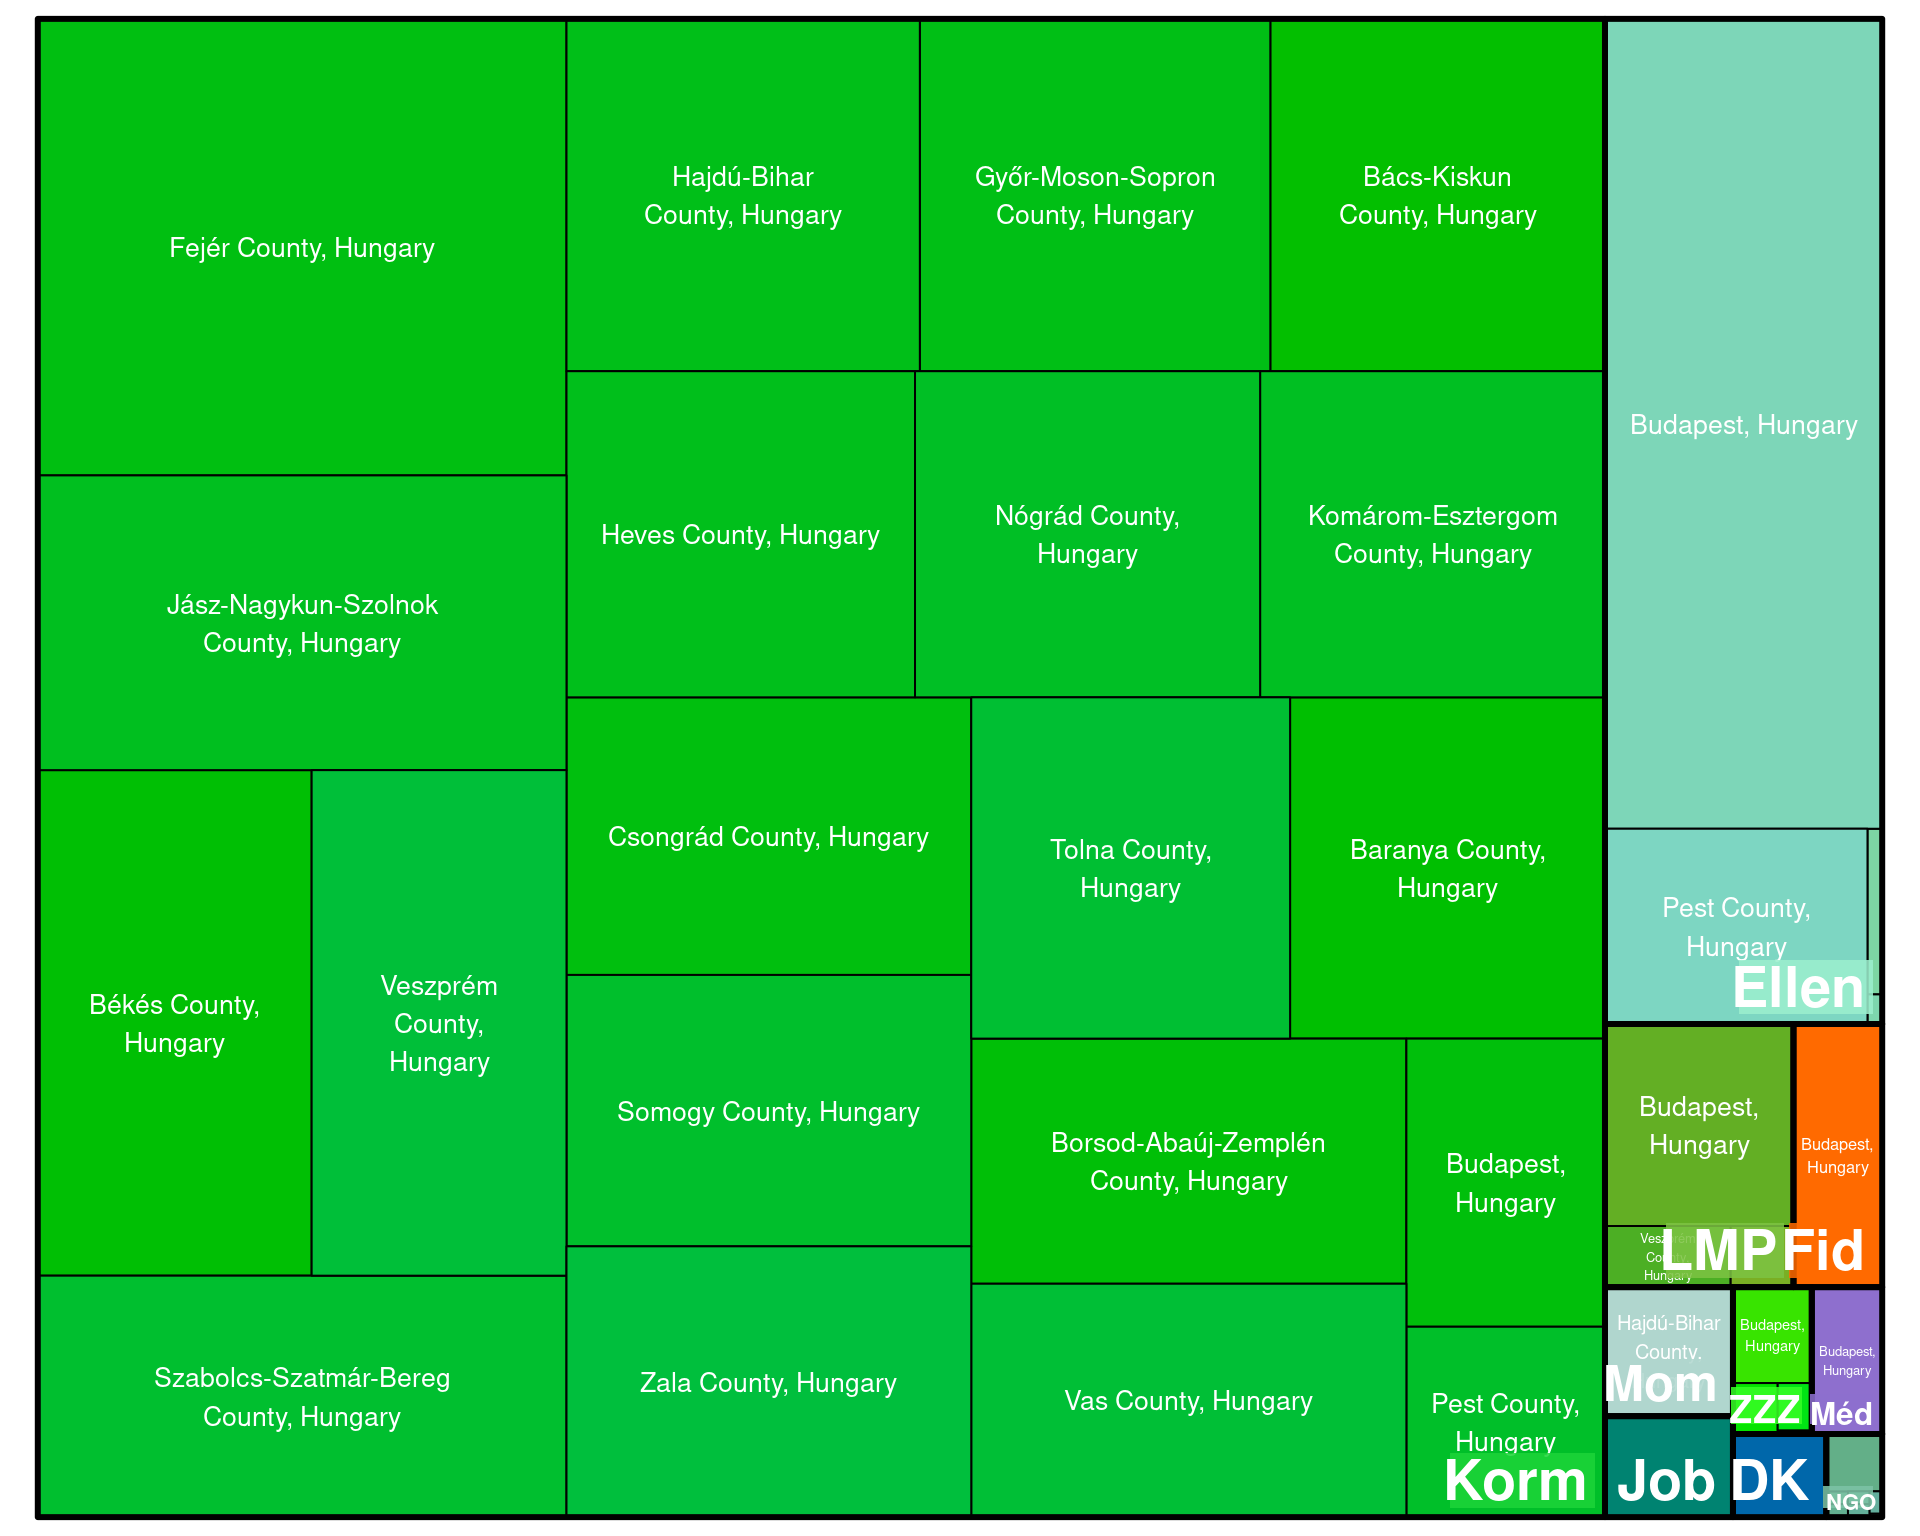 Fejér County, Hungary
Hajdú-Bihar
County, Hungary
Győr-Moson-Sopron
County, Hungary
Bács-Kiskun
County, Hungary
Budapest, Hungary
Jász-Nagykun-Szolnok
County, Hungary
Heves County, Hungary
Nógrád County,
Hungary
Komárom-Esztergom
County, Hungary
Békés County,
Hungary
Veszprém
County,
Hungary
Csongrád County, Hungary
Tolna County,
Hungary
Baranya County,
Hungary
Pest County,
Hungary
Ellen
Somogy County, Hungary
Borsod-Abaúj-Zemplén
County, Hungary
Budapest,
Hungary
Budapest,
Hungary
Budapest,
Hungary
Veszprém
County,
Hungary
LMP
Fid
Szabolcs-Szatmár-Bereg
County, Hungary
Zala County, Hungary
Vas County, Hungary
Pest County,
Hungary
Korm
Hajdú-Bihar
County,
Mom
Budapest,
Hungary
ZZZ
Budapest,
Hungary
Méd
Job
DK
NGO